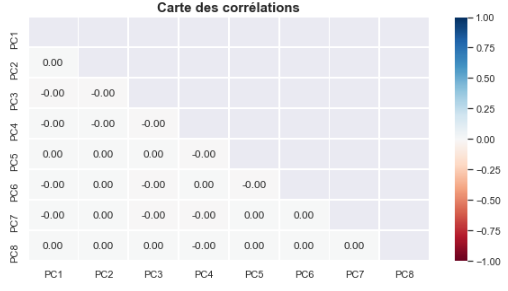 Carte des corrélations
PC1
PC2 0.00
PC3 -0.00 -0.00
PC4 -0.00 -0.00 -0.00
PC5 0.00 0.00 0.00 -0.00
PC6 -0.00 0.00 -0.00 0.00 -0.00
PC7 -0.00 0.00 -0.00 -0.00 0.00 0.00
PC8 0.00 0.00 0.00 -0.00 0.00 0.00 0.00
PC1 PC2 PC3 PC4 PC5 PC6 PC7 PC8
1.00
0.75
0.50
0.25
0.00
-0.25
-0.50
-0.75
-1.00